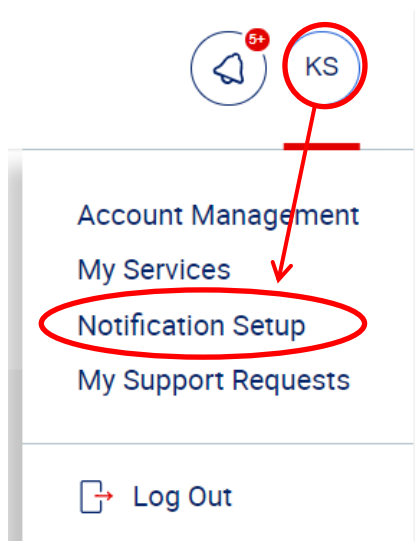 5+
KS
Account Management
My Services
Notification Setup
My Support Requests
Log Out